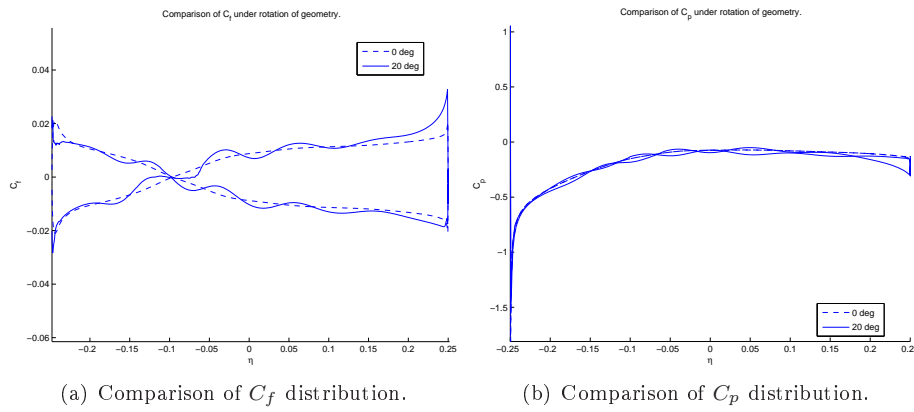 Comparison of C_f under rotation of geometry.
0.04
0.02
0
−0.02
−0.04
−0.06
C_f
−0.2
−0.15
−0.1
−0.05
0
0.05
0.1
0.15
0.2
0.25
η
0 deg
20 deg
(a) Comparison of C_f distribution.
Comparison of C_p under rotation of geometry.
1
0.5
0
−0.5
−1
−1.5
C_p
−0.25
−0.2
−0.15
−0.1
−0.05
0
0.05
0.1
0.15
0.2
0.2
η
0 deg
20 deg
(b) Comparison of C_p distribution.